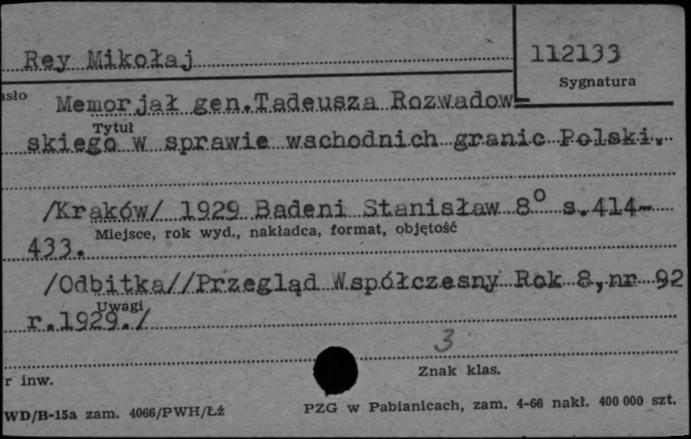 Rey Mikołaj
112133
Sygnatura
asło Memorjał gen.Tadeusza Rozwadow-
Tytuł
skiego w sprawie wschodnich granic Polski.
/Kraków/ 1929 Badeni Stanisław 8° s.414-
Miejsce, rok wyd., nakładca, format, objętość
433.
/Odbitka//Przegląd Współczesny Rok 8,nr 92
Uwagi
r.1929./
3
r inw.
Znak klas.
WD/B-15a zam. 4066/PWH/Łź
PZG w Pabianicach, zam. 4-66 nakł. 400 000 szt.